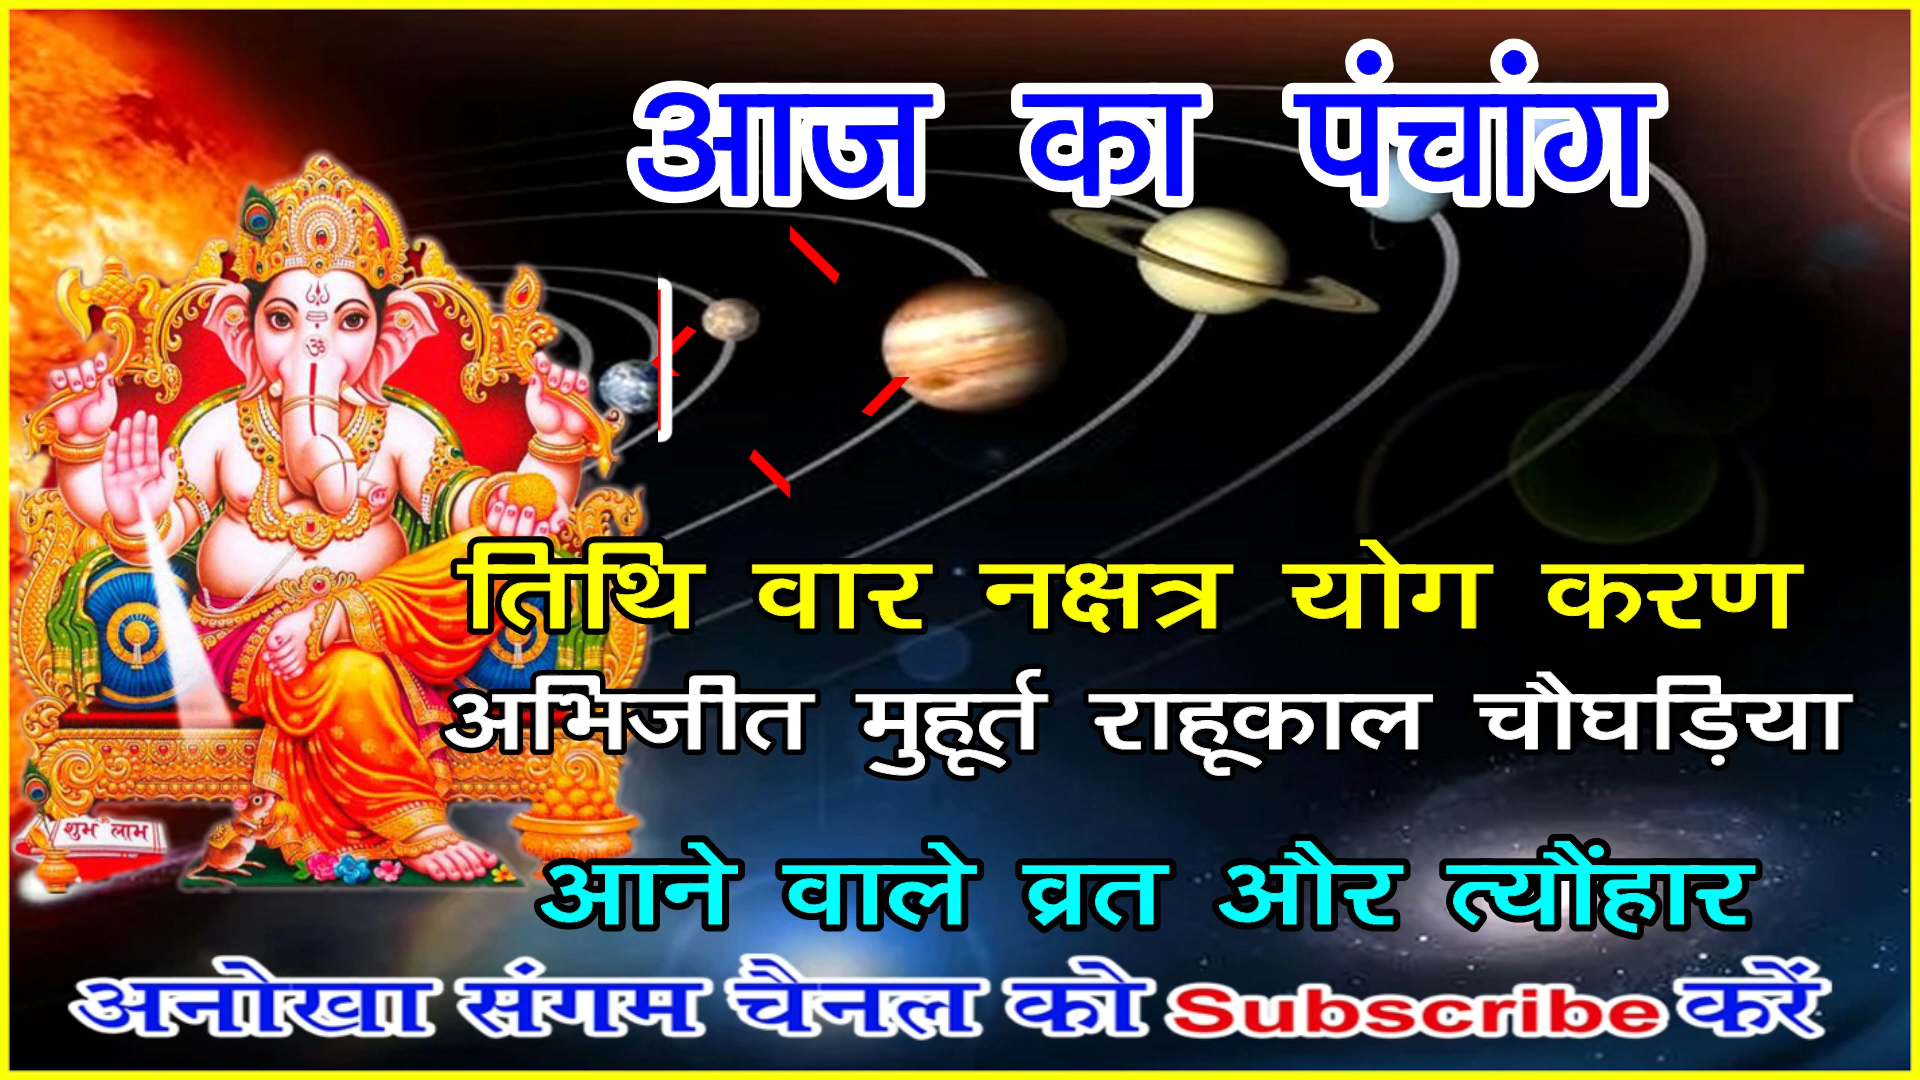 आज का पंचांग
तिथि वार नक्षत्र योग करण
अभिजीत मुहूर्त राहूकाल चौघड़िया
शुभ लाभ
आने वाले व्रत और त्यौंहार
अनोखा संगम चैनल को Subscribe करें